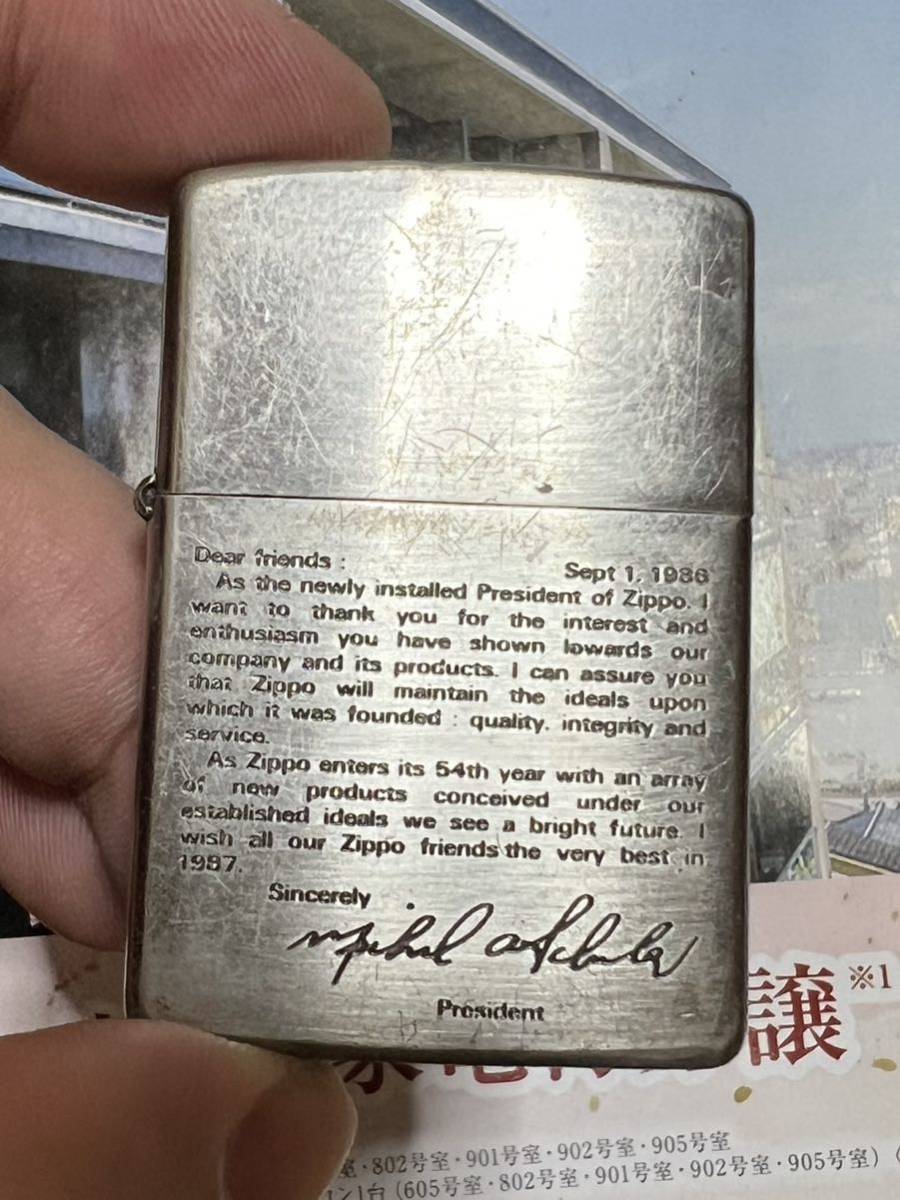 Dear friends : Sept 1, 1986
As the newly installed President of Zippo. I
want to thank you for the interest and
enthusiasm you have shown lowards our
company and its products. I can assure you
that Zippo will maintain the ideals upon
which it was founded : quality, integrity and
service.
As Zippo enters its 54th year with an array
of new products conceived under our
established ideals we see a bright future. I
wish all our Zippo friends the very best in
1987.
Sincerely
President
譲※1
室・802号室・901号室・902号室・905号室
ン1台(605号室・802号室・901号室・902号室・905号室)